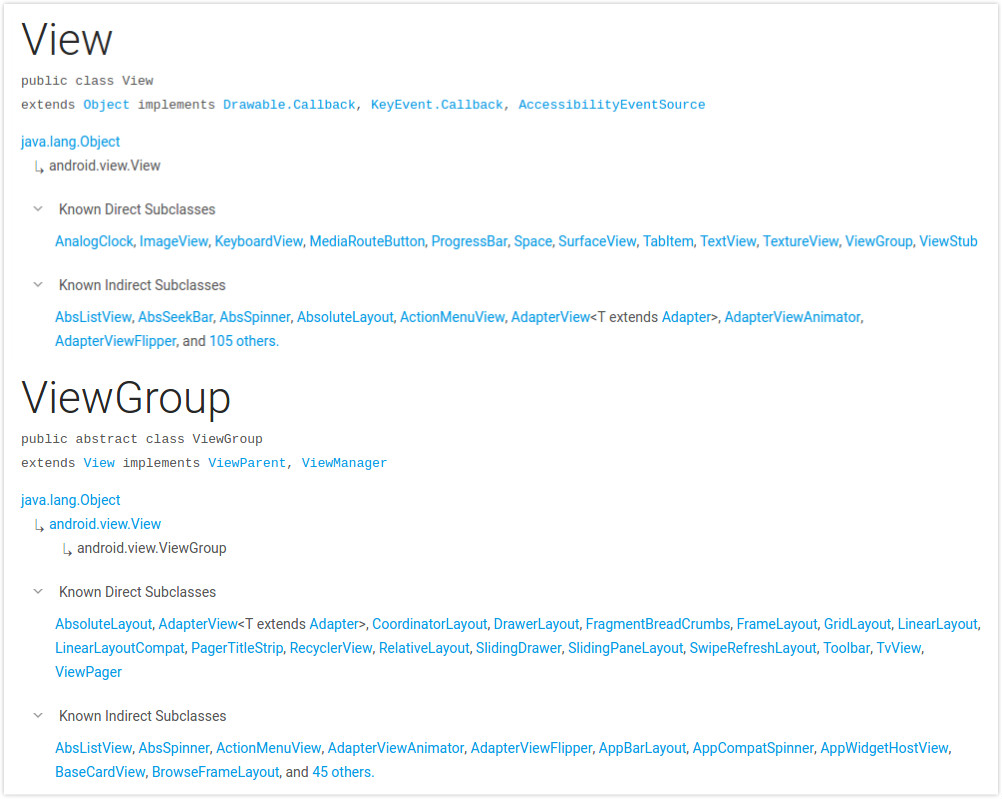 View
public class View
extends Object implements Drawable.Callback, KeyEvent.Callback, AccessibilityEventSource
java.lang.Object
↳ android.view.View
Known Direct Subclasses
AnalogClock, ImageView, KeyboardView, MediaRouteButton, ProgressBar, Space, SurfaceView, TabItem, TextView, TextureView, ViewGroup, ViewStub
Known Indirect Subclasses
AbsListView, AbsSeekBar, AbsSpinner, AbsoluteLayout, ActionMenuView, AdapterView<T extends Adapter>, AdapterViewAnimator,
AdapterViewFlipper, and 105 others.
ViewGroup
public abstract class ViewGroup
extends View implements ViewParent, ViewManager
java.lang.Object
↳ android.view.View
↳ android.view.ViewGroup
Known Direct Subclasses
AbsoluteLayout, AdapterView<T extends Adapter>, CoordinatorLayout, DrawerLayout, FragmentBreadCrumbs, FrameLayout, GridLayout, LinearLayout,
LinearLayoutCompat, PagerTitleStrip, RecyclerView, RelativeLayout, SlidingDrawer, SlidingPaneLayout, SwipeRefreshLayout, Toolbar, TvView,
ViewPager
Known Indirect Subclasses
AbsListView, AbsSpinner, ActionMenuView, AdapterViewAnimator, AdapterViewFlipper, AppBarLayout, AppCompatSpinner, AppWidgetHostView,
BaseCardView, BrowseFrameLayout, and 45 others.